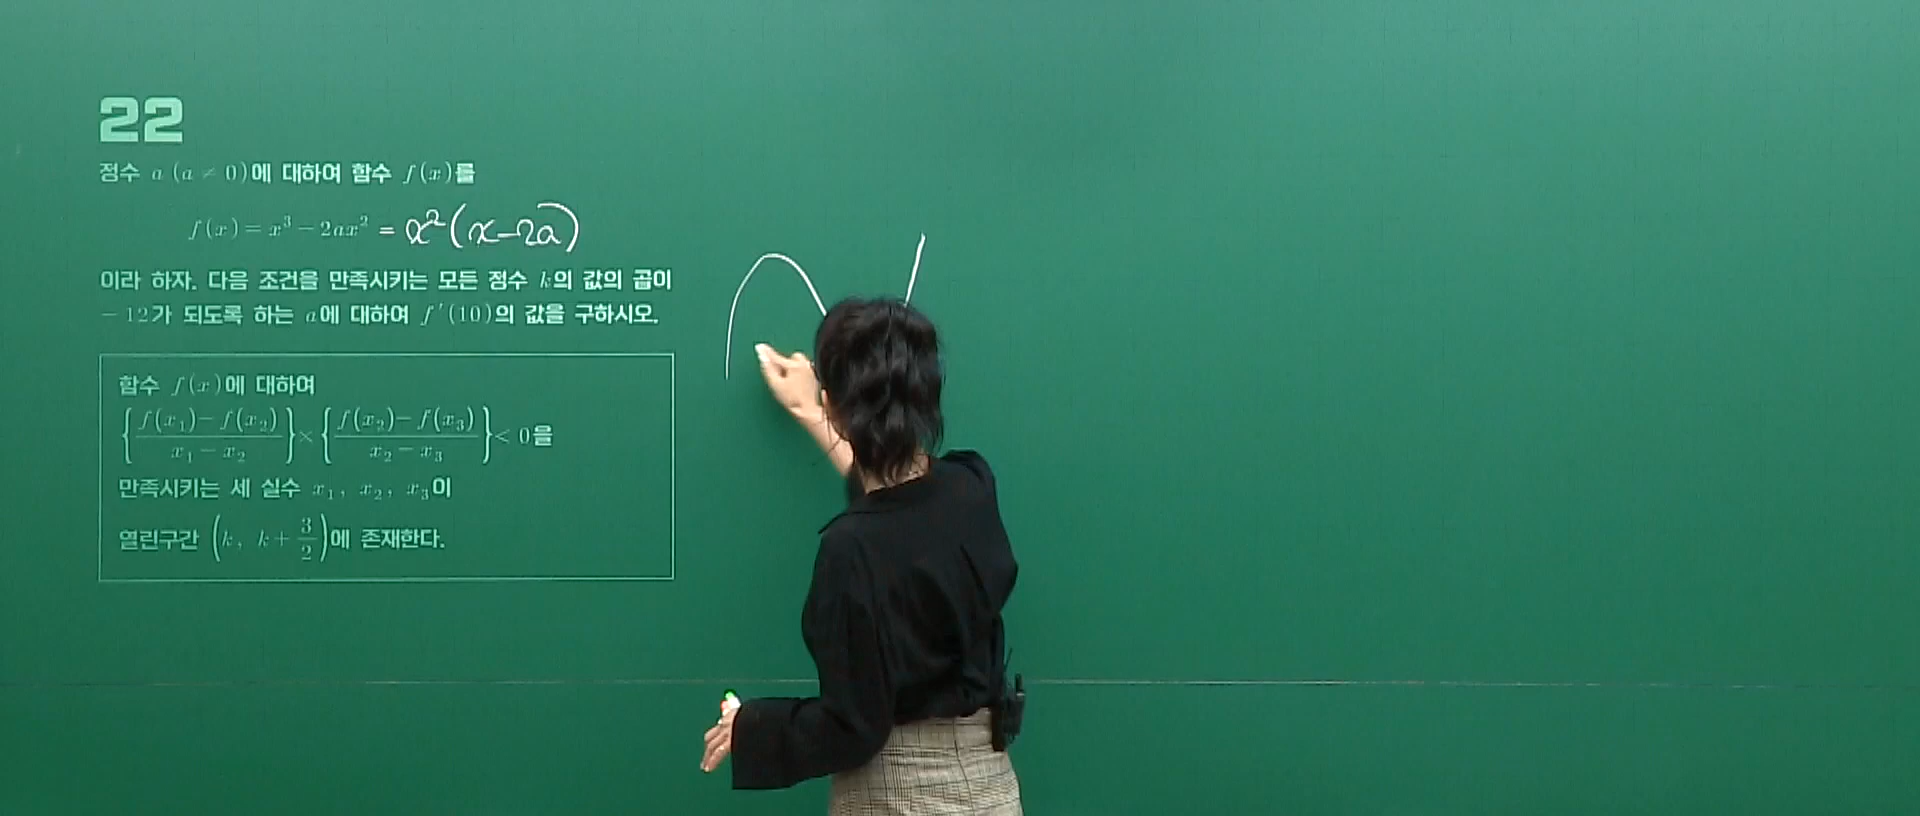 22
정수 a (a ≠ 0)에 대하여 함수 f(x)를
f(x) = x³ − 2ax² = x²(x−2a)
이라 하자. 다음 조건을 만족시키는 모든 정수 k의 값의 곱이
− 12가 되도록 하는 a에 대하여 f′(10)의 값을 구하시오.
함수 f(x)에 대하여
{ (f(x₁) − f(x₂)) / (x₁ − x₂) } × { (f(x₂) − f(x₃)) / (x₂ − x₃) } < 0을
만족시키는 세 실수 x₁, x₂, x₃이
열린구간 (k, k + 3/2)에 존재한다.